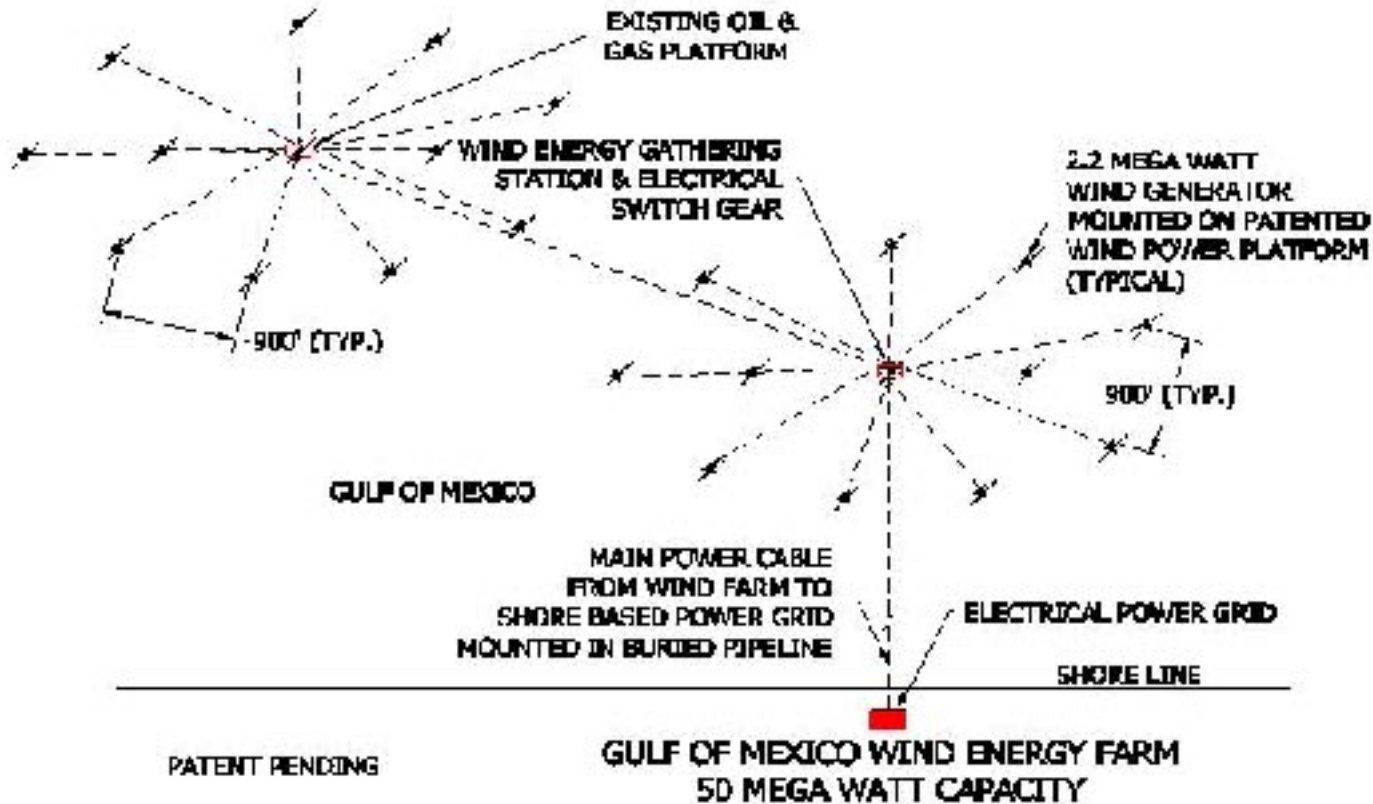 EXISTING OIL &
GAS PLATFORM
WIND ENERGY GATHERING
STATION & ELECTRICAL
SWITCH GEAR
2.2 MEGA WATT
WIND GENERATOR
MOUNTED ON PATENTED
WIND POWER PLATFORM
(TYPICAL)
900' (TYP.)
900' (TYP.)
GULF OF MEXICO
MAIN POWER CABLE
FROM WIND FARM TO
SHORE BASED POWER GRID
MOUNTED IN BURIED PIPELINE
ELECTRICAL POWER GRID
SHORE LINE
PATENT PENDING
GULF OF MEXICO WIND ENERGY FARM
50 MEGA WATT CAPACITY